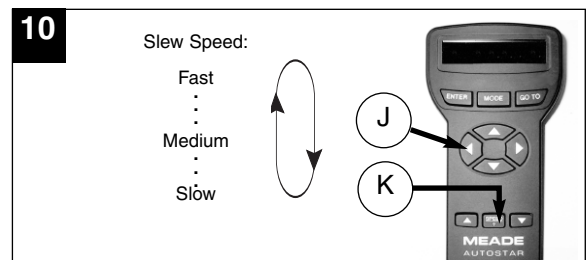 10
Slew Speed:
Fast
.
.
.
Medium
.
.
.
Slow
J
K
ENTER MODE GO TO
MEADE
AUTOSTAR